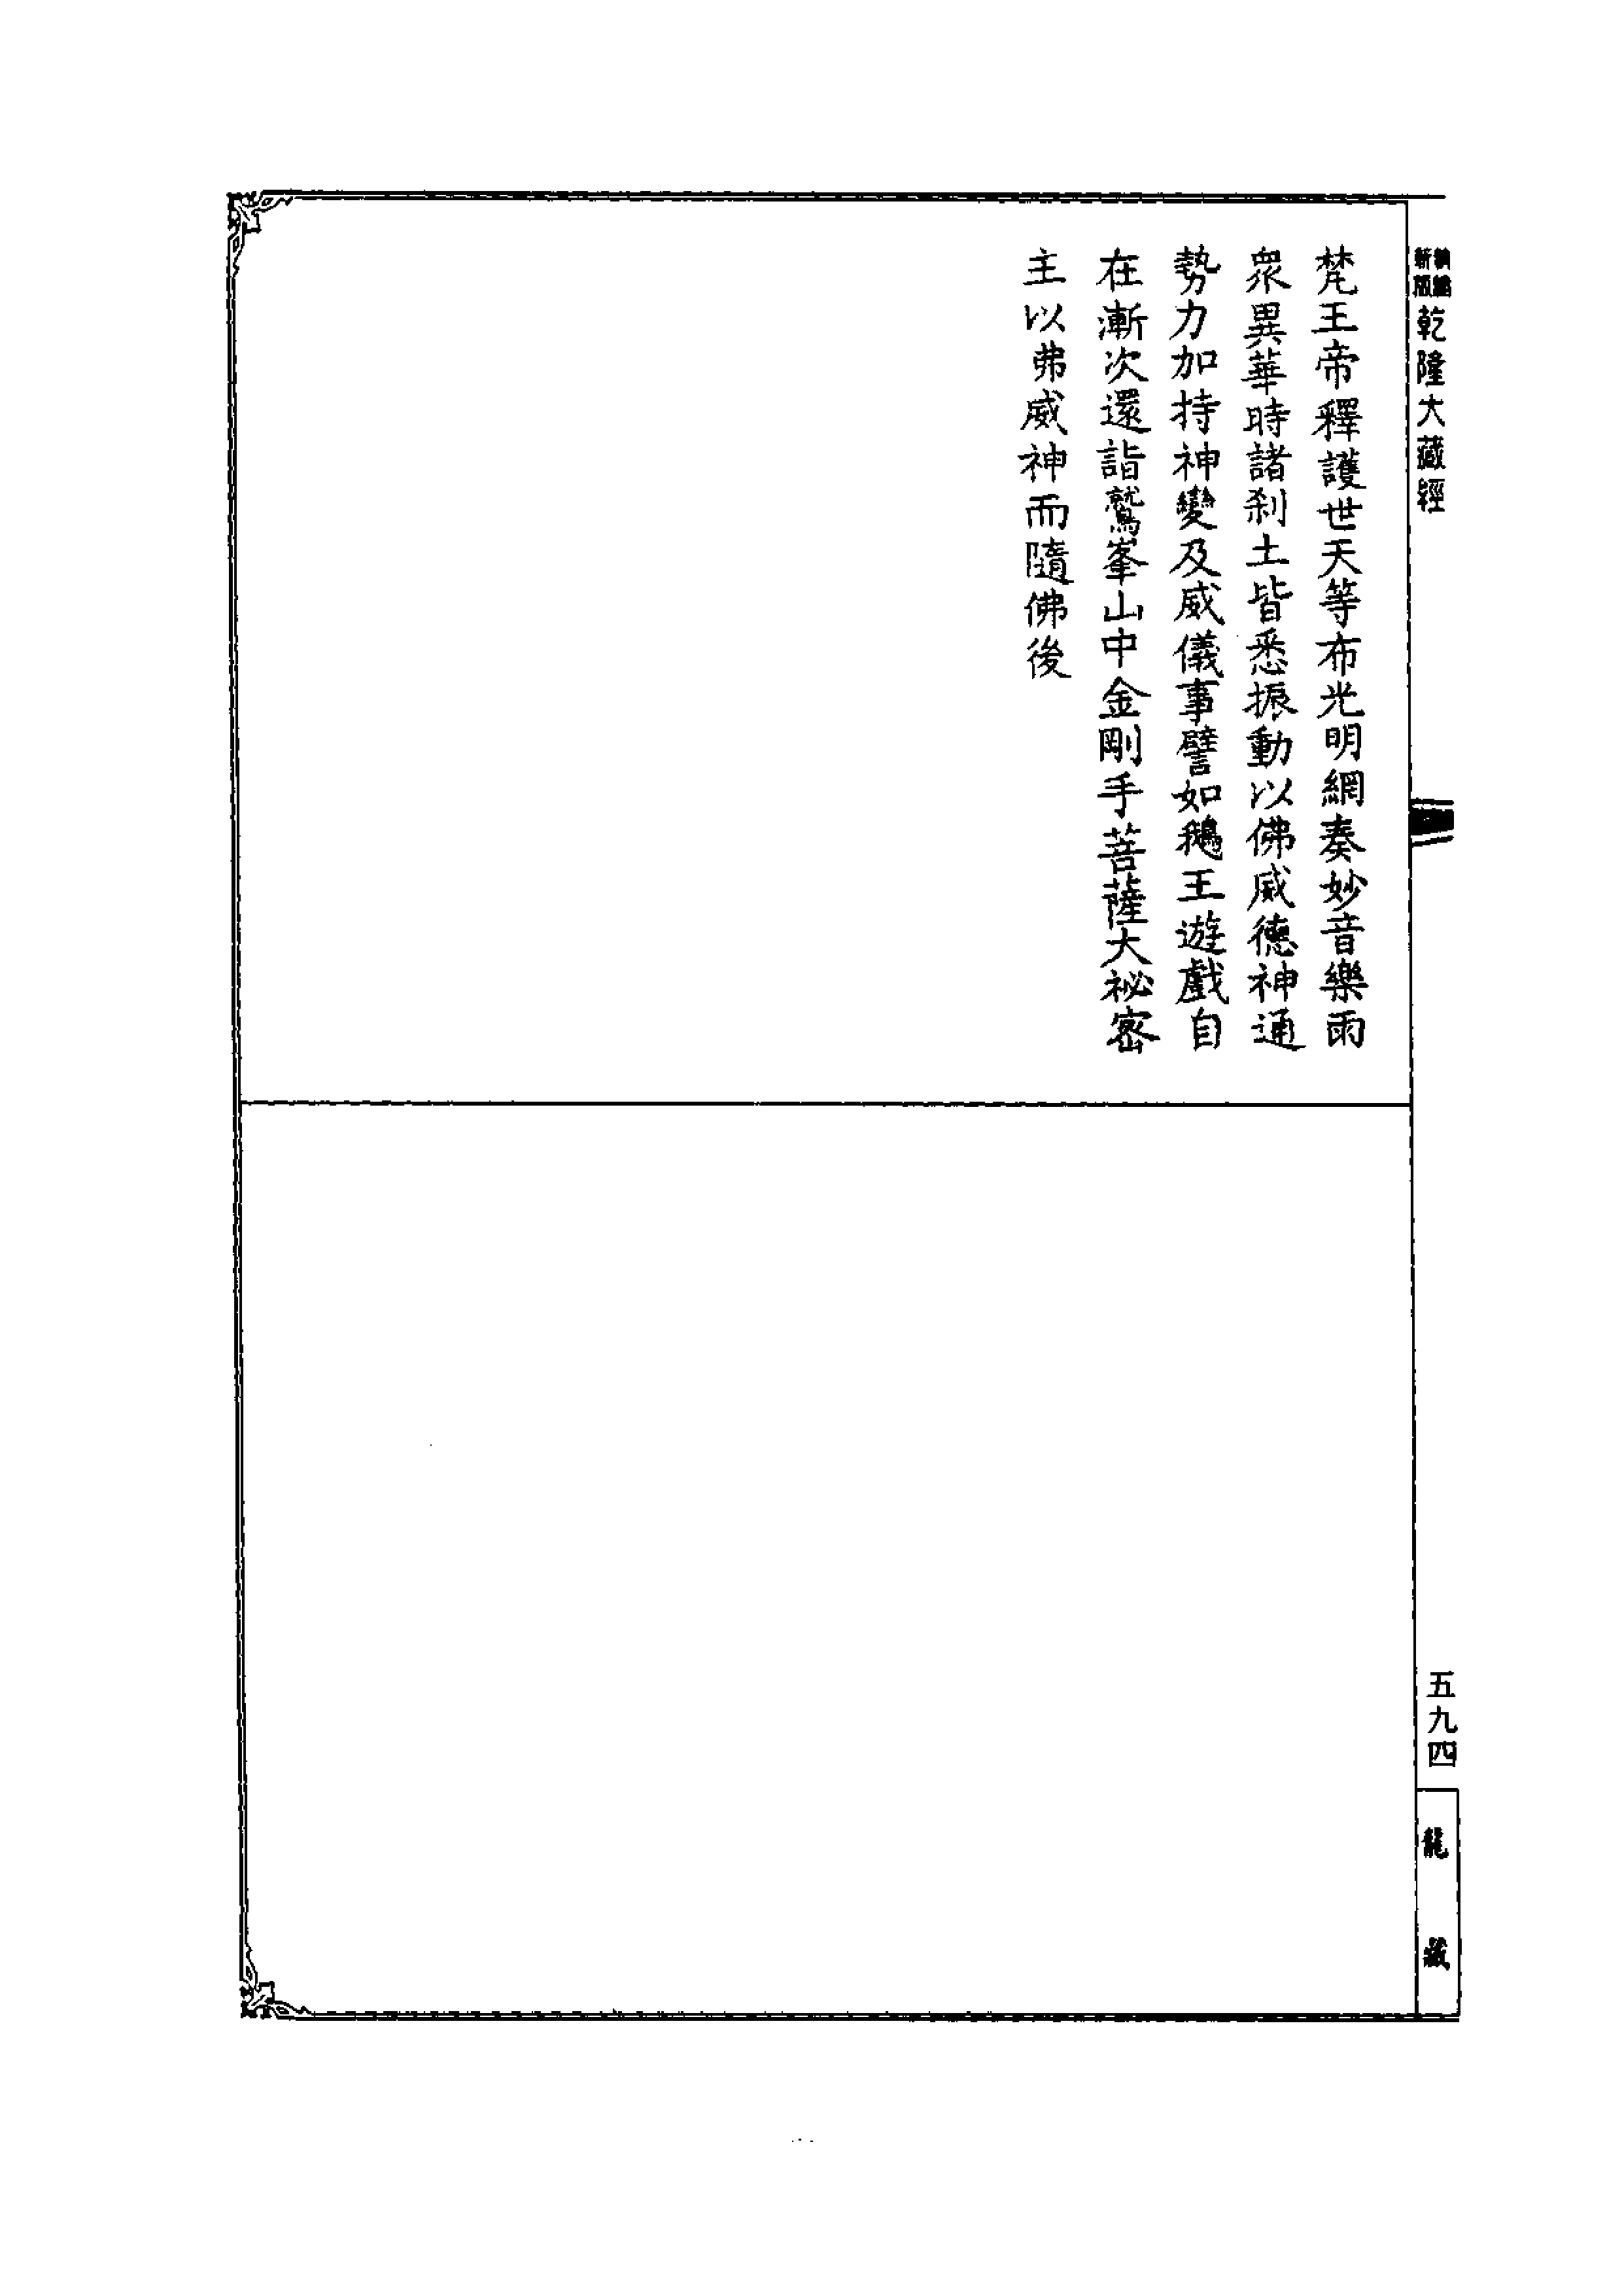 新版
精縮
乾隆大藏經
梵王帝釋護世天等布光明網奏妙音樂雨
眾異華時諸剎土皆悉振動以佛威德神通
勢力加持神變及威儀事譬如鵝王遊戲自
在漸次還詣鷲峯山中金剛手菩薩大祕密
主以弗威神而隨佛後
五九四
龍藏